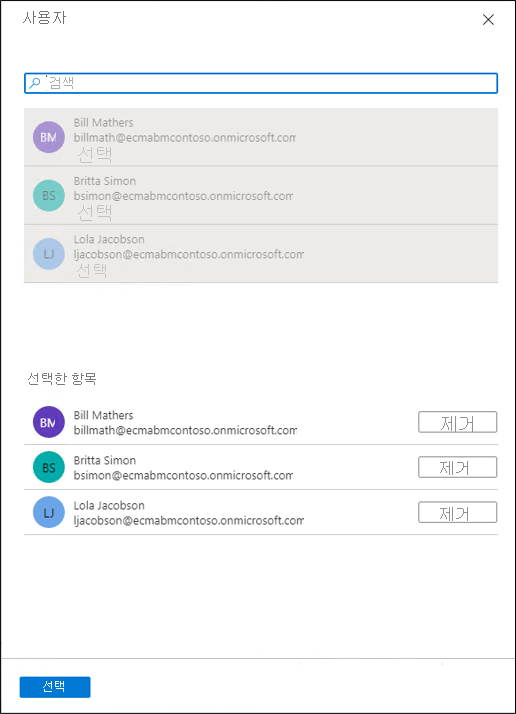 사용자
검색
BM
Bill Mathers
billmath@ecmabmcontoso.onmicrosoft.com
선택
BS
Britta Simon
bsimon@ecmabmcontoso.onmicrosoft.com
선택
LJ
Lola Jacobson
ljacobson@ecmabmcontoso.onmicrosoft.com
선택
선택한 항목
BM
Bill Mathers
billmath@ecmabmcontoso.onmicrosoft.com
제거
BS
Britta Simon
bsimon@ecmabmcontoso.onmicrosoft.com
제거
LJ
Lola Jacobson
ljacobson@ecmabmcontoso.onmicrosoft.com
제거
선택